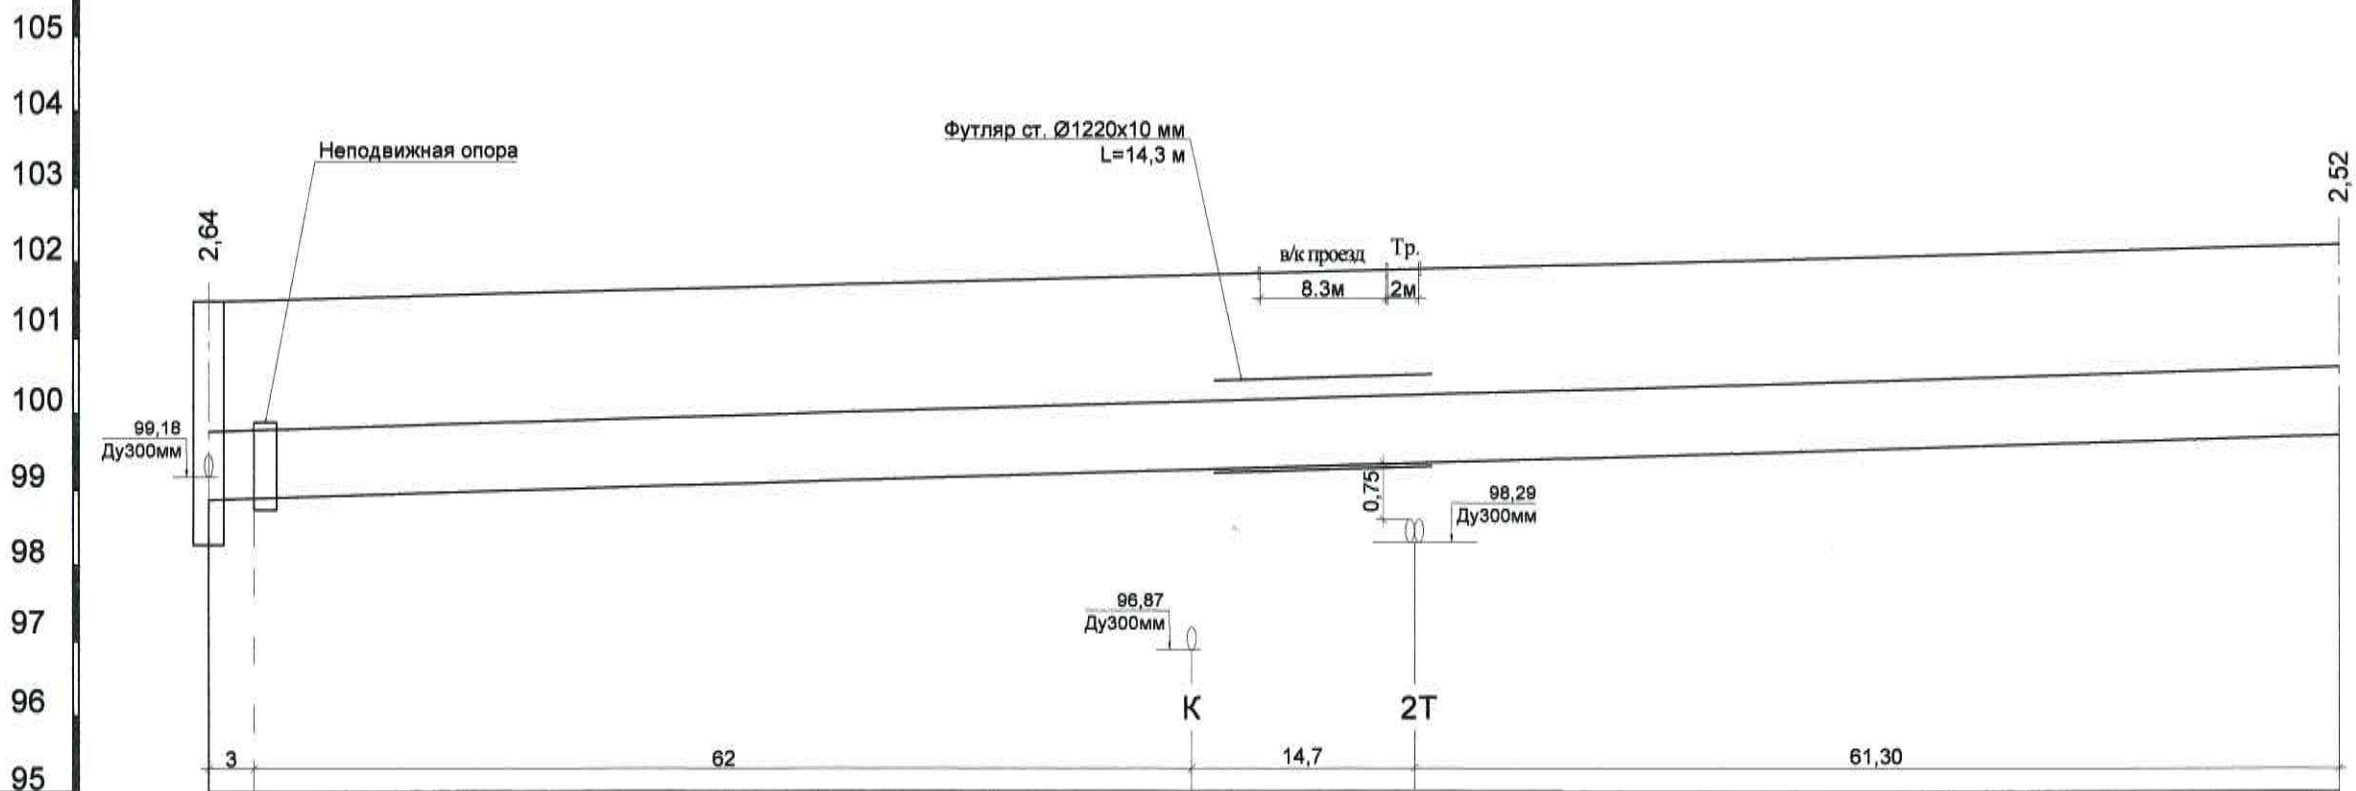 105
104
103
102
101
100
99
98
97
96
95
Неподвижная опора
2,64
99,18
Ду300мм
Футляр ст. Ø1220х10 мм
L=14,3 м
в/к проезд
Тр.
8.3м
2м
2,52
0,75
98,29
Ду300мм
96,87
Ду300мм
К
2Т
3
62
14,7
61,30